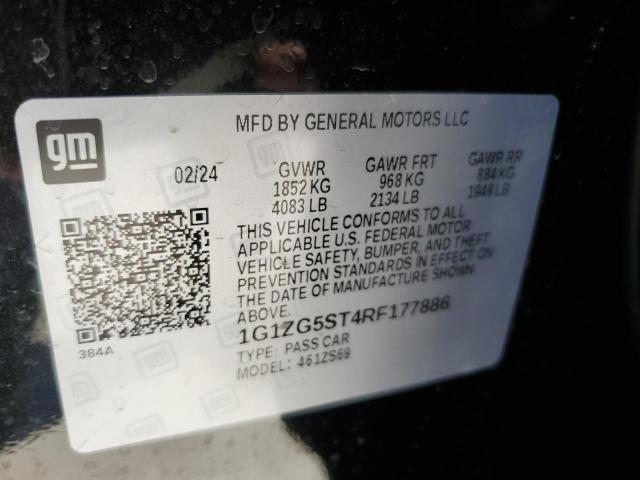 gm
MFD BY GENERAL MOTORS LLC
02/24 GVWR GAWR FRT GAWR RR
1852 KG 968 KG 884 KG
4083 LB 2134 LB 1949 LB
THIS VEHICLE CONFORMS TO ALL
APPLICABLE U.S. FEDERAL MOTOR
VEHICLE SAFETY, BUMPER, AND THEFT
PREVENTION STANDARDS IN EFFECT ON
THE DATE OF MANUFACTURE SHOWN
ABOVE.
1G1ZG5ST4RF177886
384A
TYPE: PASS CAR
MODEL: 461ZS69